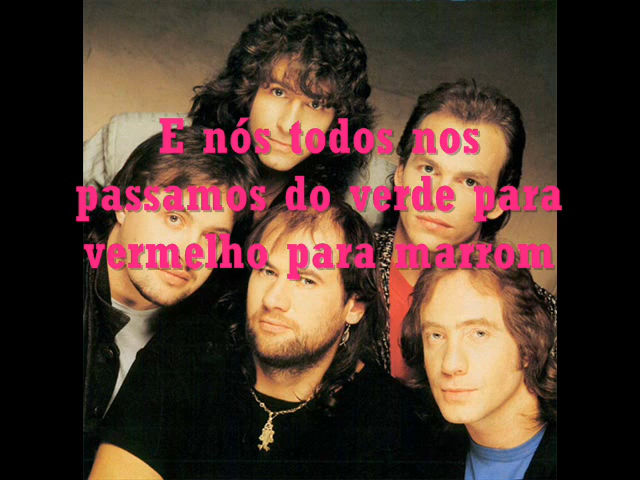 E nós todos nos
passamos do verde para
vermelho para marrom